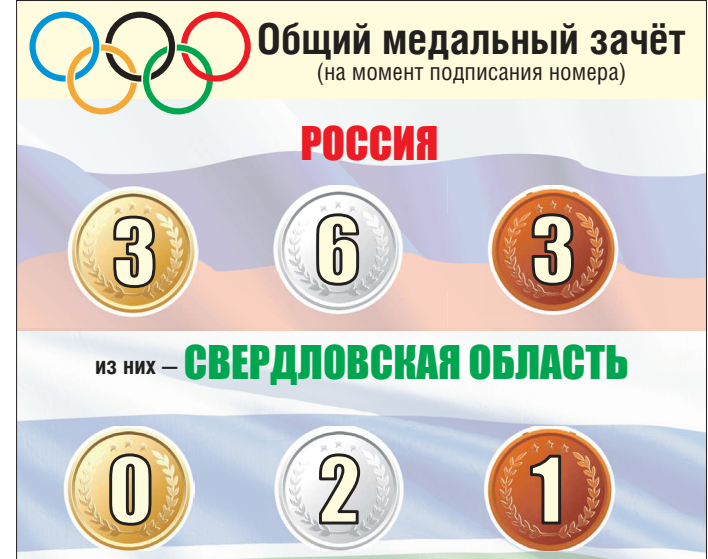 Общий медальный зачёт
(на момент подписания номера)
РОССИЯ
3 6 3
из них – СВЕРДЛОВСКАЯ ОБЛАСТЬ
0 2 1